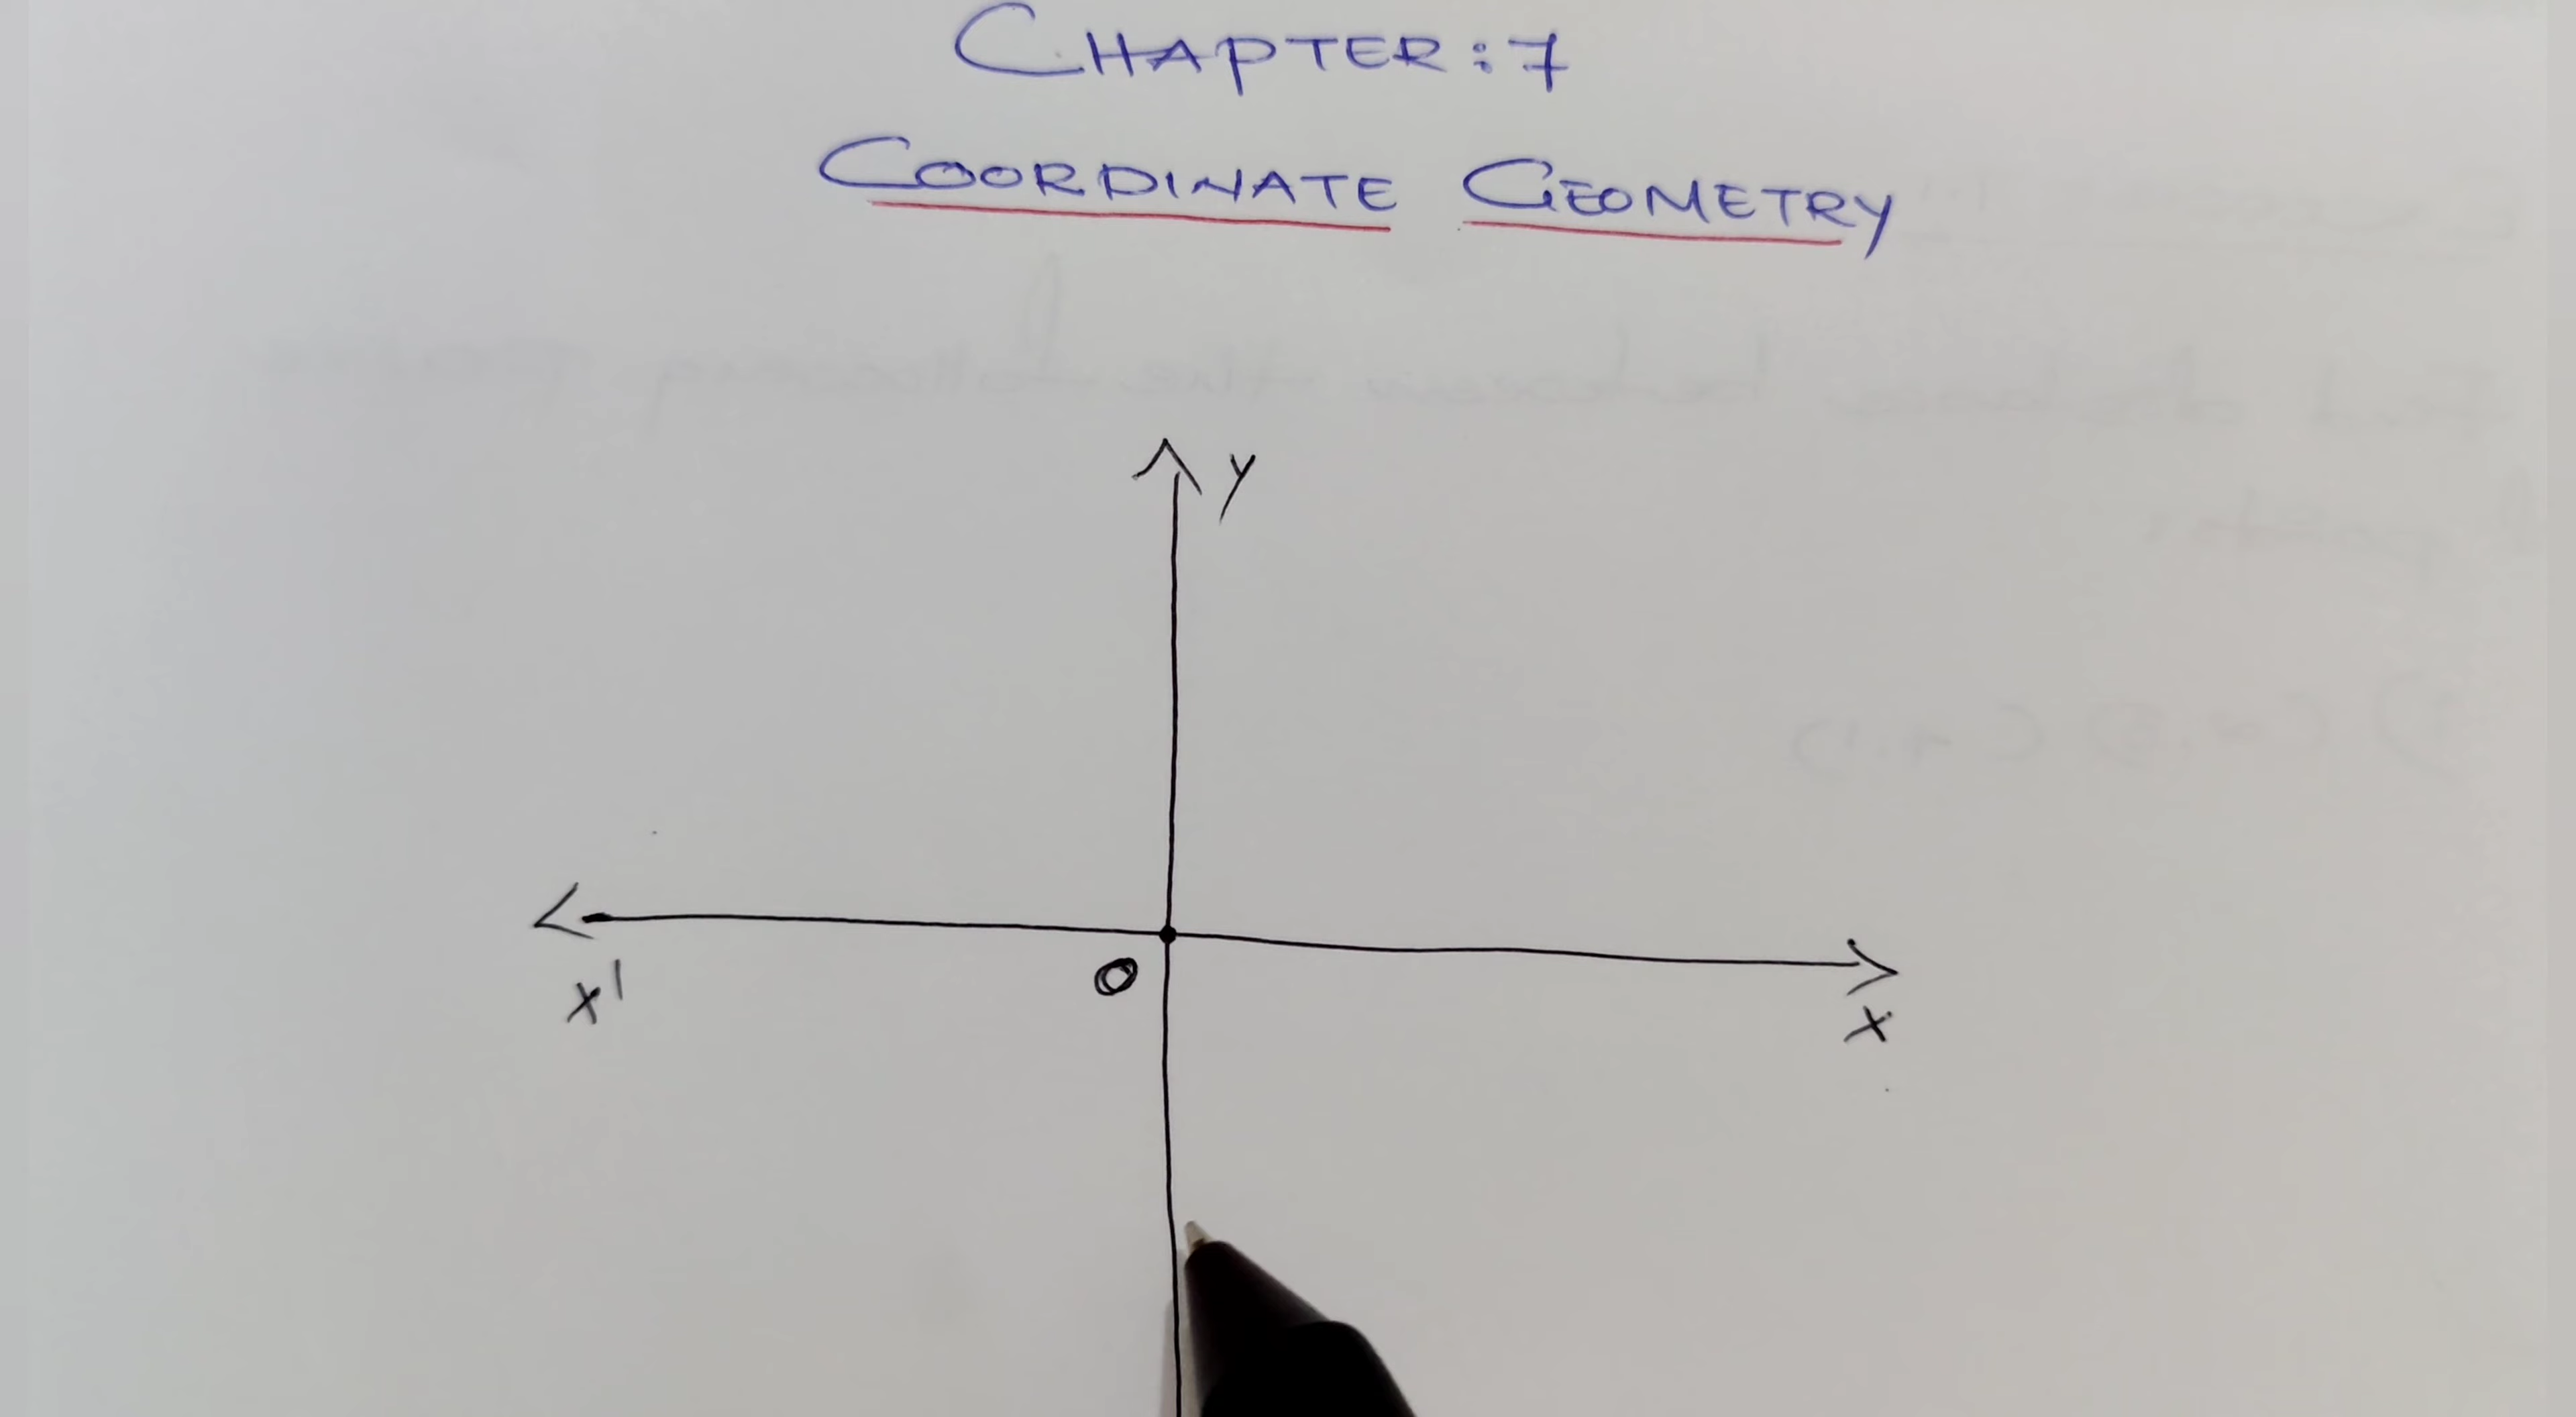 CHAPTER:7
COORDINATE GEOMETRY
y
x'
O
x